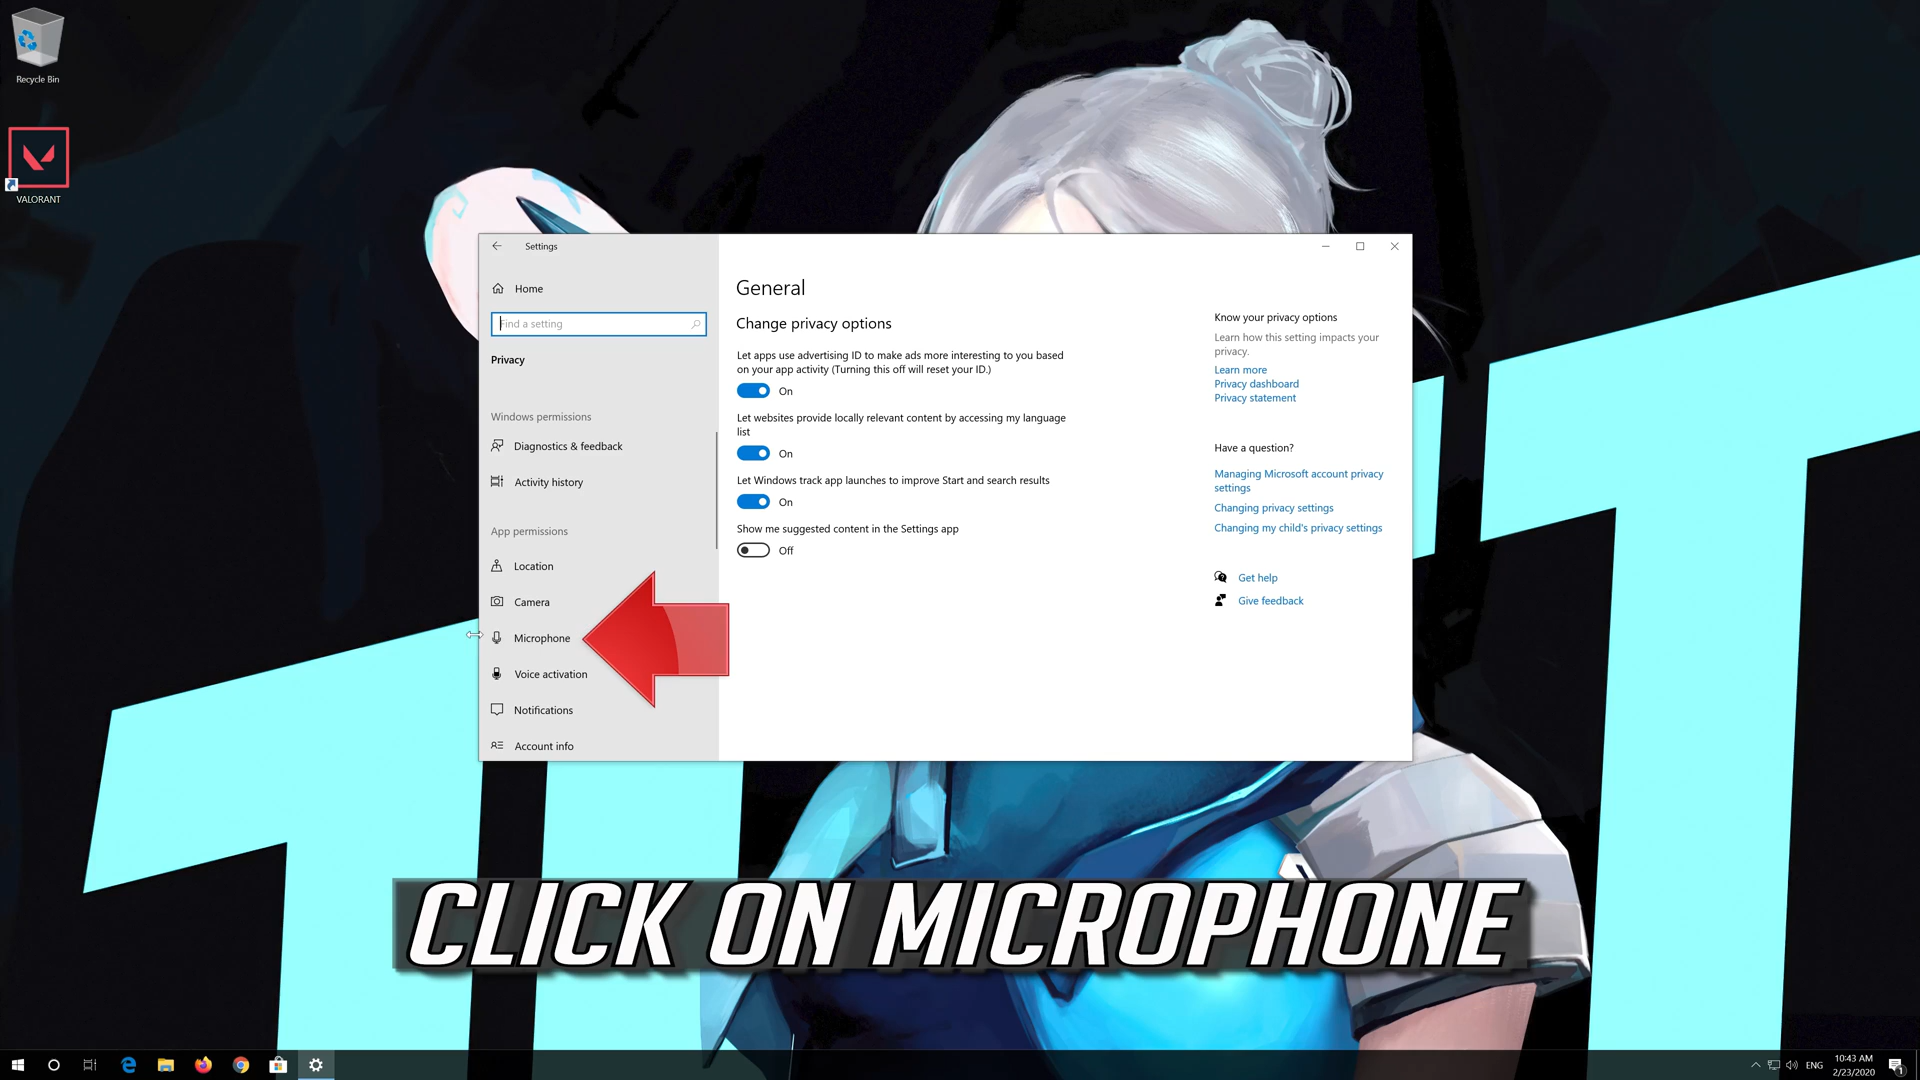 Recycle Bin
VALORANT
Settings
Home
Find a setting
Privacy
Windows permissions
Diagnostics & feedback
Activity history
App permissions
Location
Camera
Microphone
Voice activation
Notifications
Account info
General
Change privacy options
Let apps use advertising ID to make ads more interesting to you based
on your app activity (Turning this off will reset your ID.)
On
Let websites provide locally relevant content by accessing my language
list
On
Let Windows track app launches to improve Start and search results
On
Show me suggested content in the Settings app
Off
Know your privacy options
Learn how this setting impacts your
privacy.
Learn more
Privacy dashboard
Privacy statement
Have a question?
Managing Microsoft account privacy
settings
Changing privacy settings
Changing my child's privacy settings
Get help
Give feedback
CLICK ON MICROPHONE
ENG
10:43 AM
2/23/2020
1